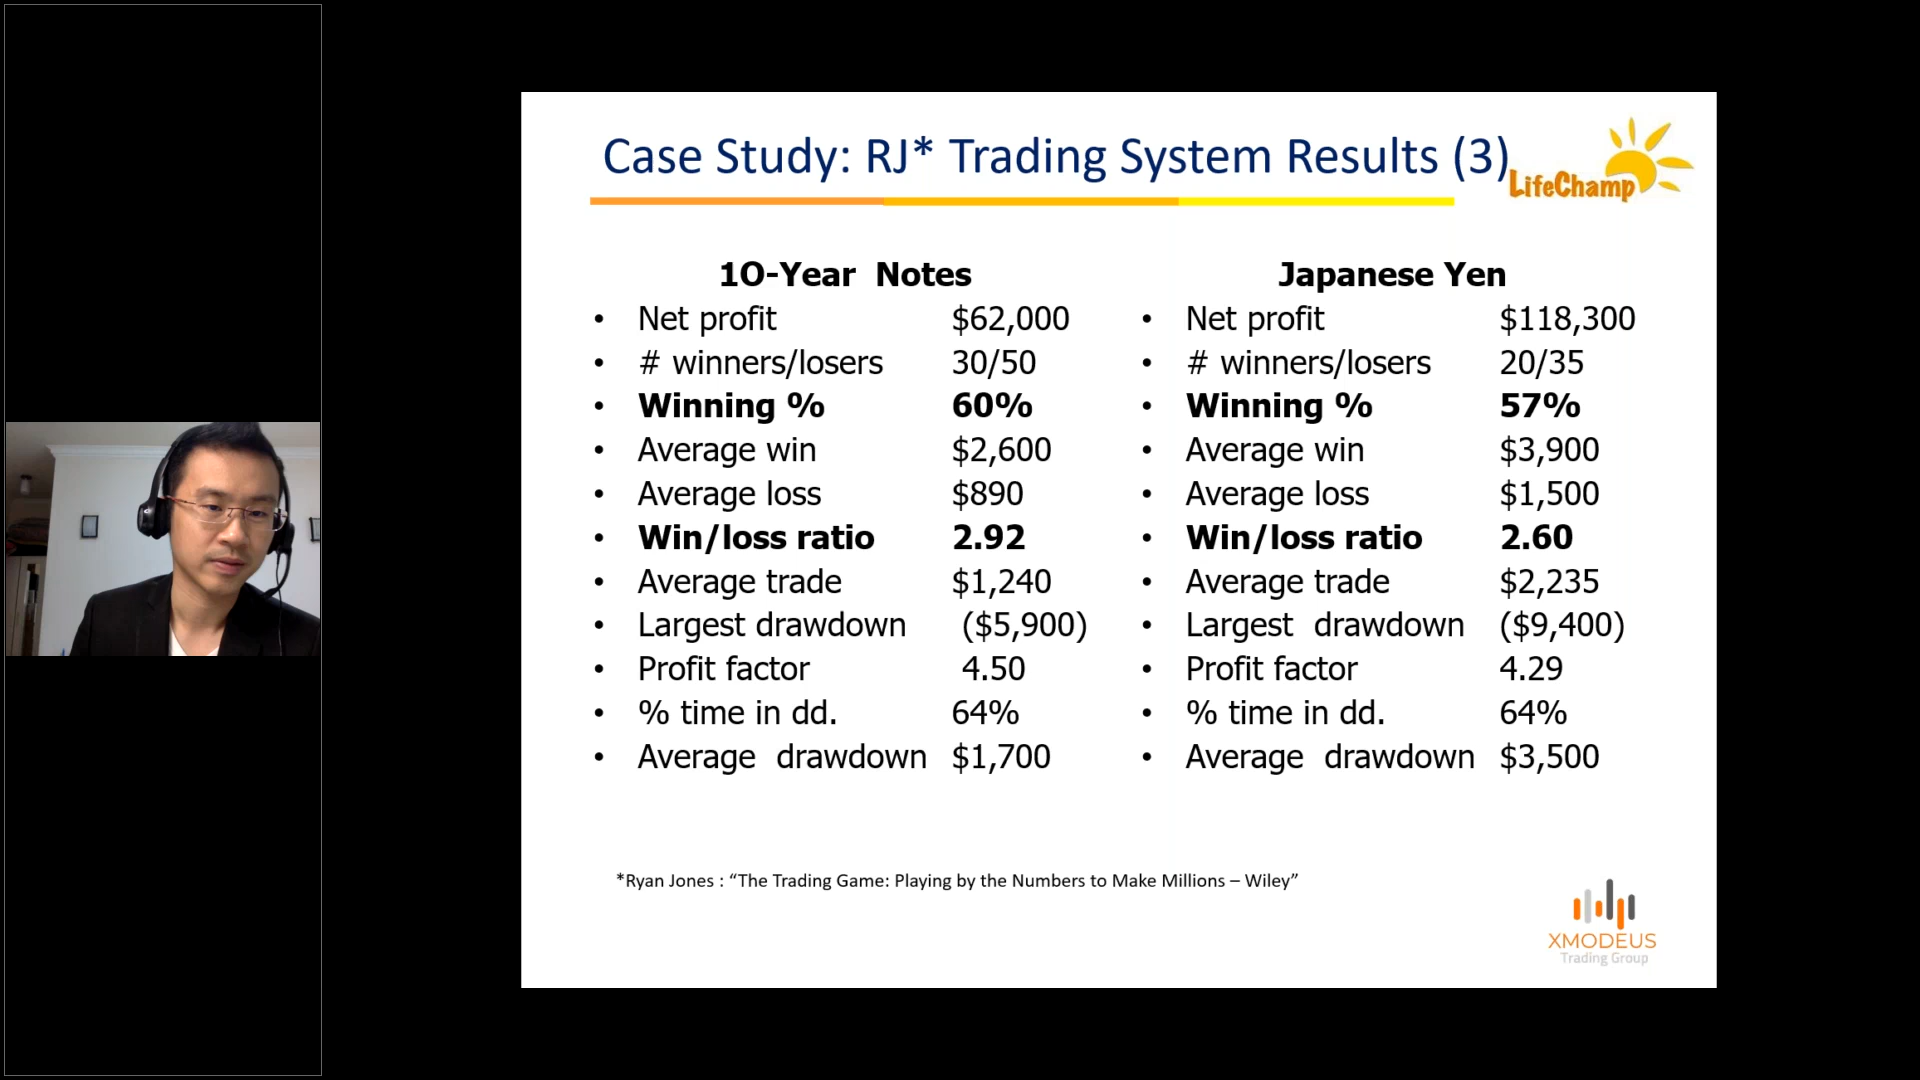 Case Study: RJ* Trading System Results (3)
LifeChamp
10-Year Notes
• Net profit $62,000
• # winners/losers 30/50
• Winning % 60%
• Average win $2,600
• Average loss $890
• Win/loss ratio 2.92
• Average trade $1,240
• Largest drawdown ($5,900)
• Profit factor 4.50
• % time in dd. 64%
• Average drawdown $1,700
Japanese Yen
• Net profit $118,300
• # winners/losers 20/35
• Winning % 57%
• Average win $3,900
• Average loss $1,500
• Win/loss ratio 2.60
• Average trade $2,235
• Largest drawdown ($9,400)
• Profit factor 4.29
• % time in dd. 64%
• Average drawdown $3,500
*Ryan Jones : “The Trading Game: Playing by the Numbers to Make Millions – Wiley”
XMODEUS
Trading Group